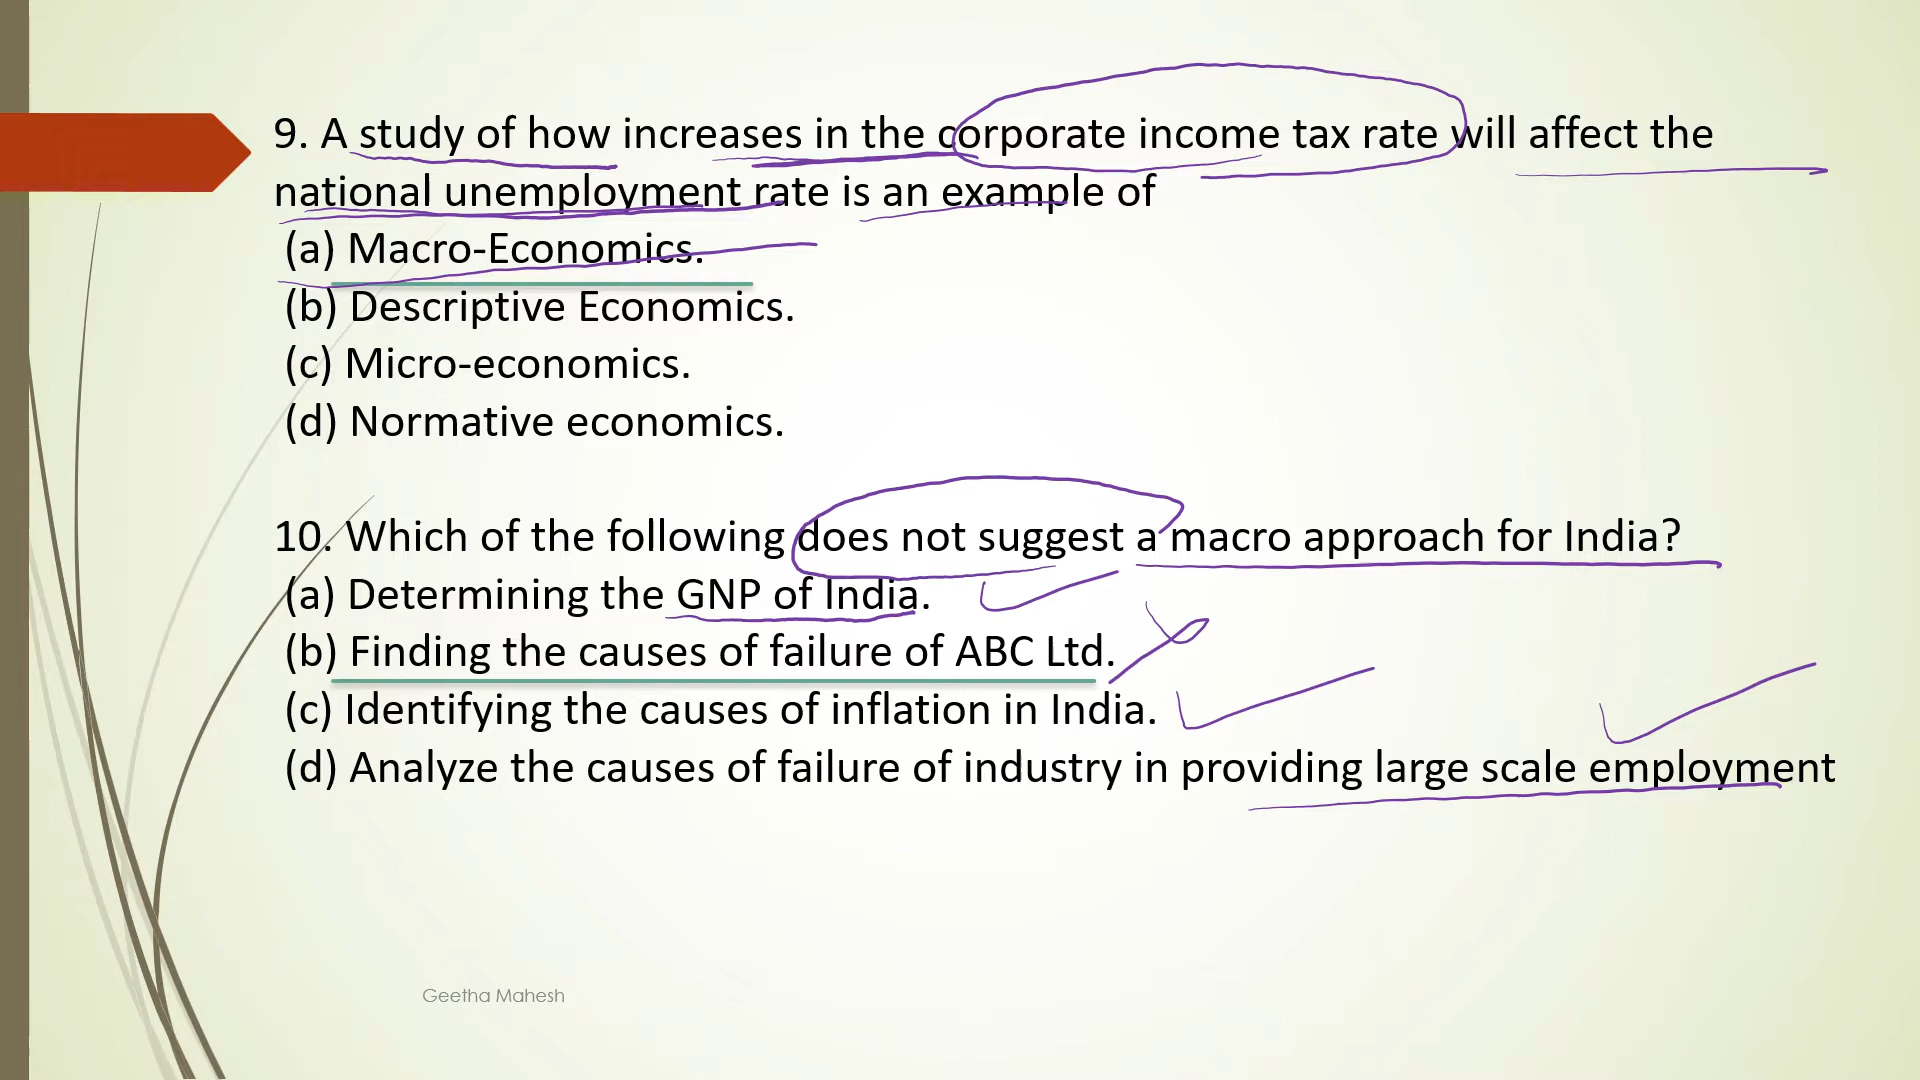 9. A study of how increases in the corporate income tax rate will affect the
national unemployment rate is an example of
(a) Macro-Economics.
(b) Descriptive Economics.
(c) Micro-economics.
(d) Normative economics.
10. Which of the following does not suggest a macro approach for India?
(a) Determining the GNP of India.
(b) Finding the causes of failure of ABC Ltd.
(c) Identifying the causes of inflation in India.
(d) Analyze the causes of failure of industry in providing large scale employment
Geetha Mahesh